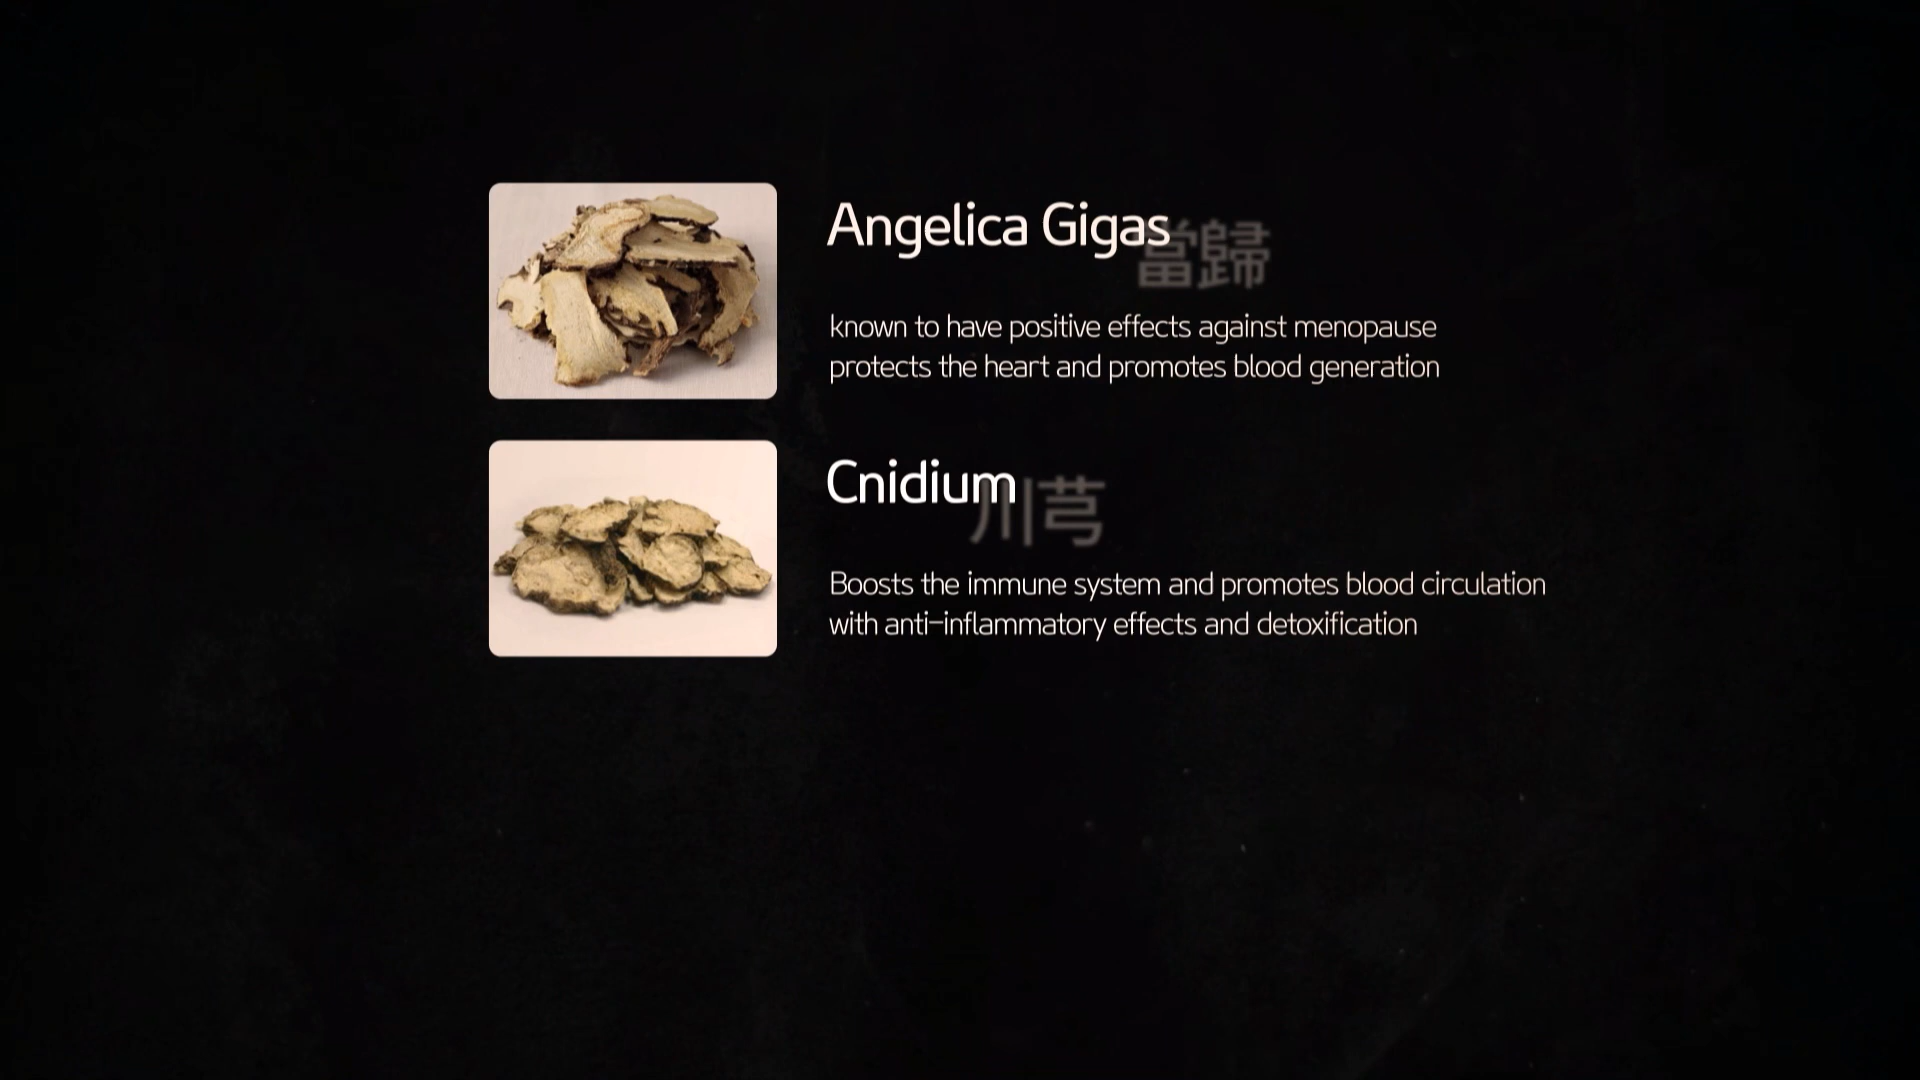 Angelica Gigas
當歸
known to have positive effects against menopause
protects the heart and promotes blood generation
Cnidium
川芎
Boosts the immune system and promotes blood circulation
with anti-inflammatory effects and detoxification